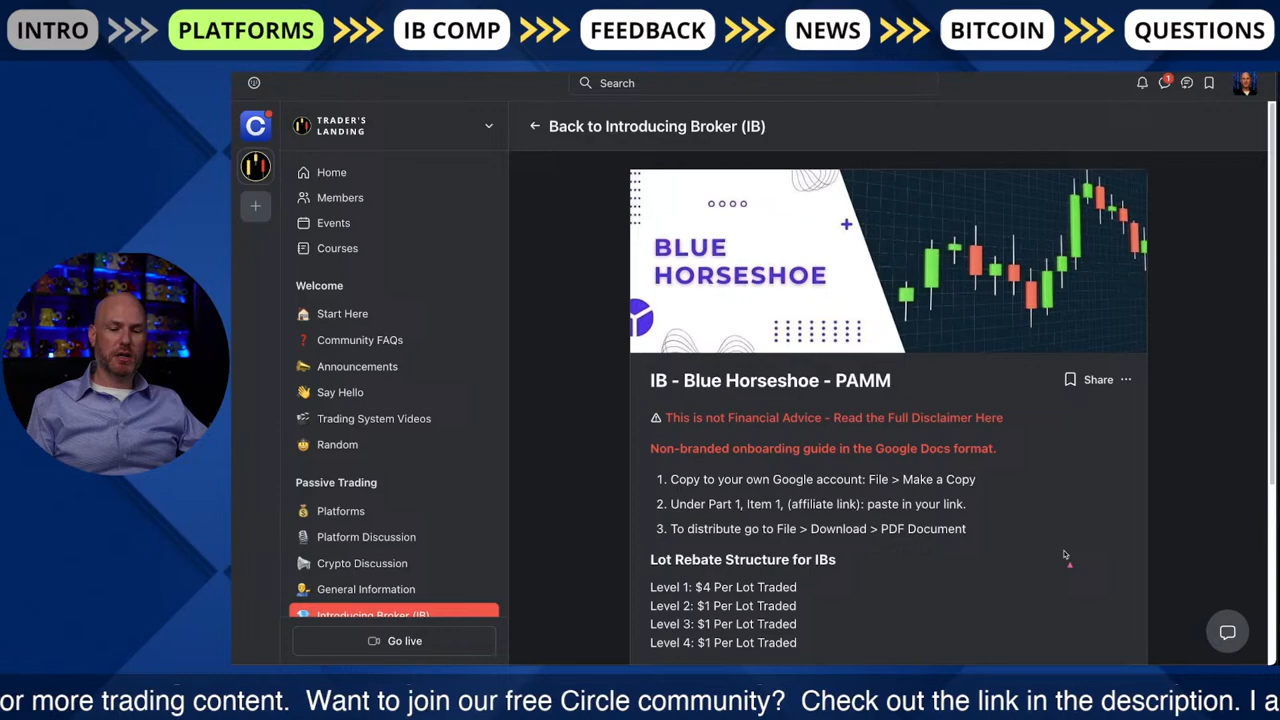 INTRO
PLATFORMS
IB COMP
FEEDBACK
NEWS
BITCOIN
QUESTIONS
Search
1
C
TRADER'S
LANDING
Home
Members
Events
Courses
Welcome
Start Here
Community FAQs
Announcements
Say Hello
Trading System Videos
Random
Passive Trading
Platforms
Platform Discussion
Crypto Discussion
General Information
Introducing Broker (IB)
Go live
Back to Introducing Broker (IB)
BLUE
HORSESHOE
IB - Blue Horseshoe - PAMM
Share
This is not Financial Advice - Read the Full Disclaimer Here
Non-branded onboarding guide in the Google Docs format.
1. Copy to your own Google account: File > Make a Copy
2. Under Part 1, Item 1, (affiliate link): paste in your link.
3. To distribute go to File > Download > PDF Document
Lot Rebate Structure for IBs
Level 1: $4 Per Lot Traded
Level 2: $1 Per Lot Traded
Level 3: $1 Per Lot Traded
Level 4: $1 Per Lot Traded
or more trading content. Want to join our free Circle community? Check out the link in the description. I a